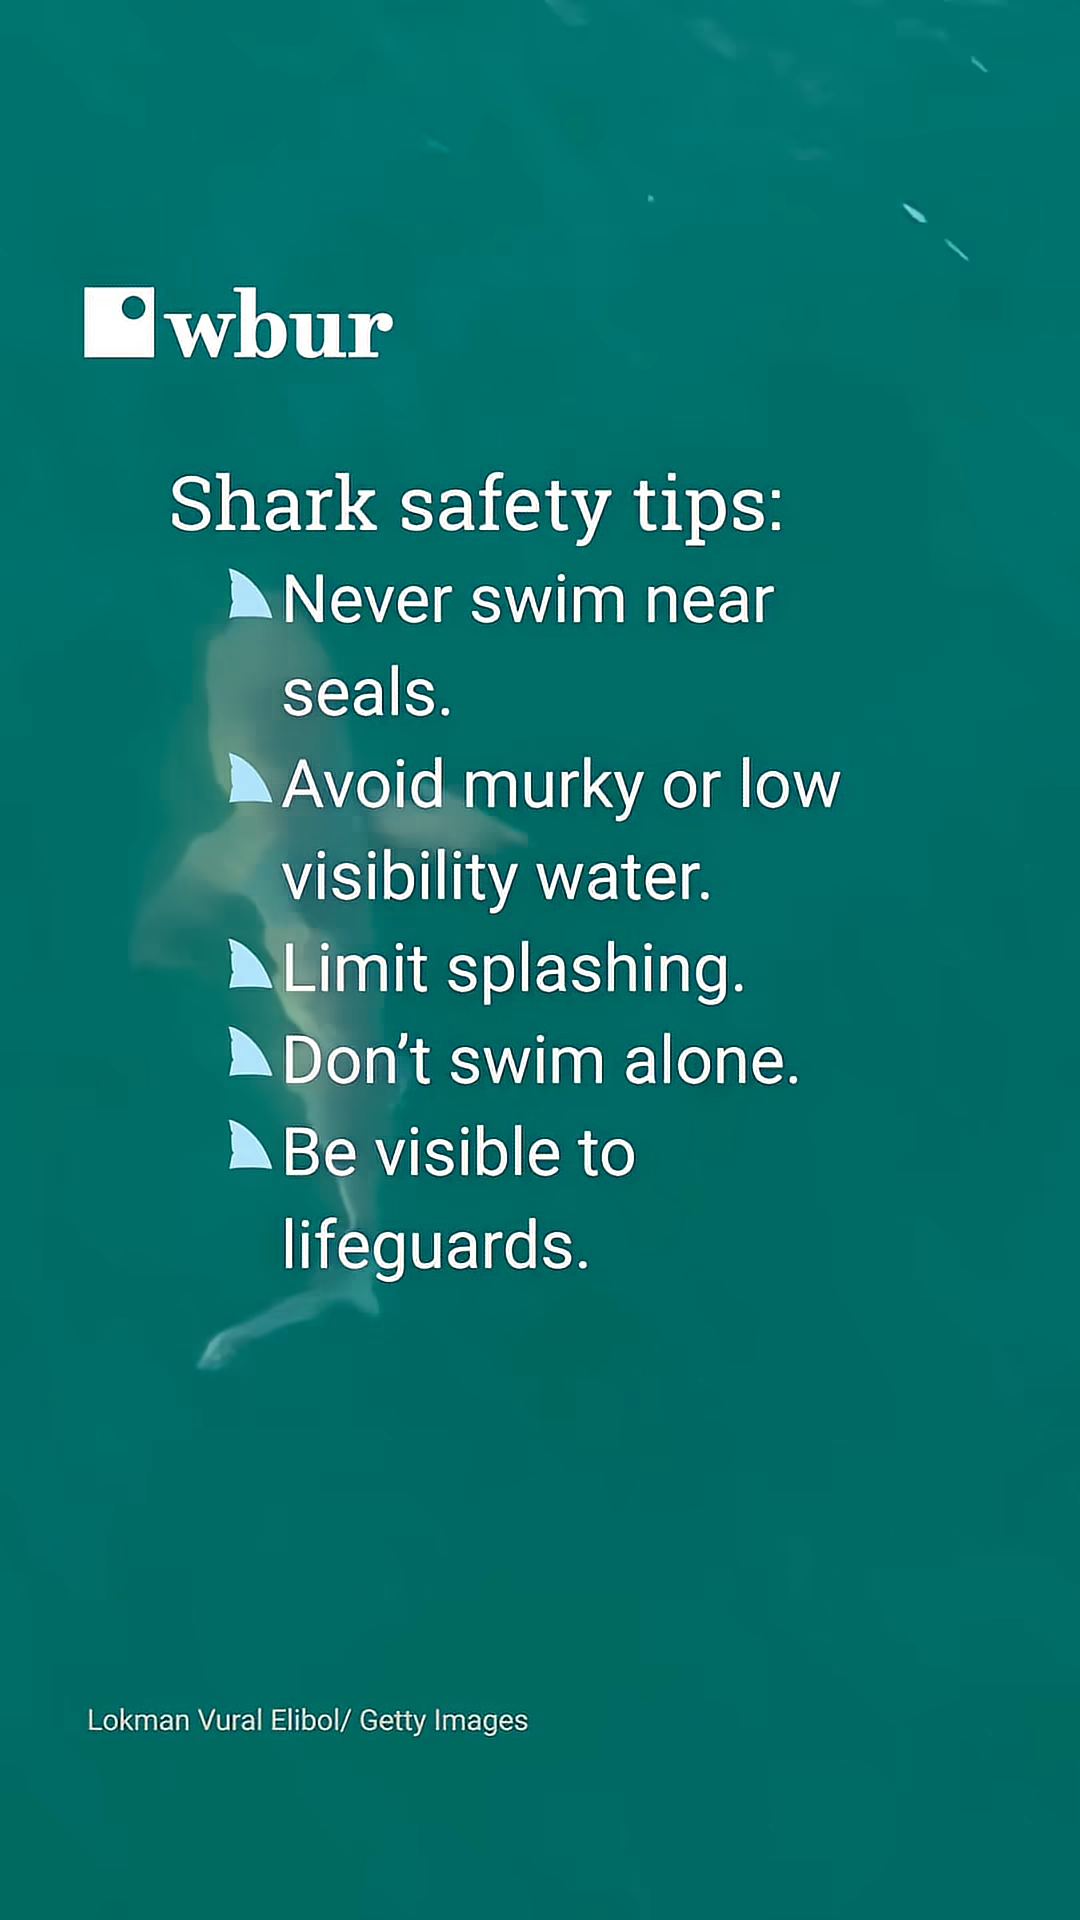 wbur
Shark safety tips:
Never swim near
seals.
Avoid murky or low
visibility water.
Limit splashing.
Don’t swim alone.
Be visible to
lifeguards.
Lokman Vural Elibol/ Getty Images